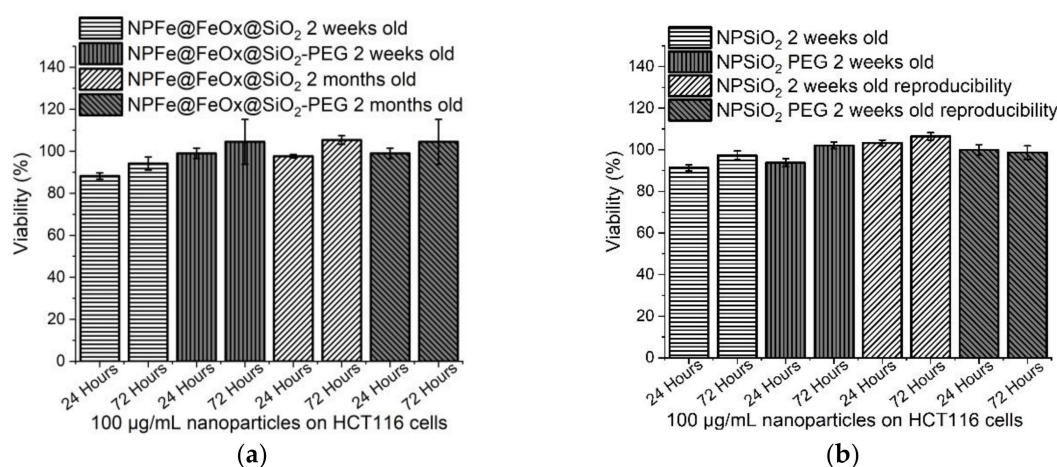 NPFe@FeOx@SiO₂ 2 weeks old
NPFe@FeOx@SiO₂-PEG 2 weeks old
NPFe@FeOx@SiO₂ 2 months old
NPFe@FeOx@SiO₂-PEG 2 months old
Viability (%)
140
120
100
80
60
40
20
0
24 Hours
72 Hours
24 Hours
72 Hours
24 Hours
72 Hours
24 Hours
72 Hours
100 µg/mL nanoparticles on HCT116 cells
(a)
NPSiO₂ 2 weeks old
NPSiO₂ PEG 2 weeks old
NPSiO₂ 2 weeks old reproducibility
NPSiO₂ PEG 2 weeks old reproducibility
Viability (%)
140
120
100
80
60
40
20
0
24 Hours
72 Hours
24 Hours
72 Hours
24 Hours
72 Hours
24 Hours
72 Hours
100 µg/mL nanoparticles on HCT116 cells
(b)